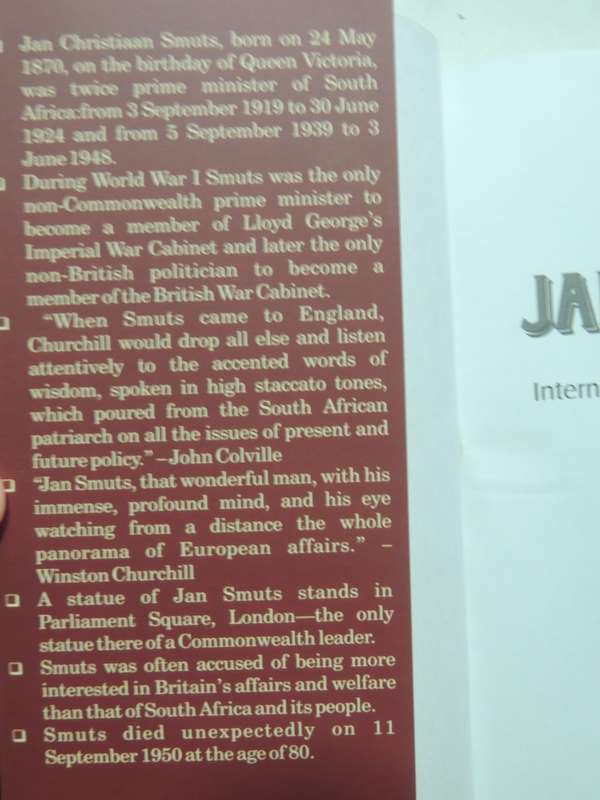 Jan Christiaan Smuts, born on 24 May
1870, on the birthday of Queen Victoria,
was twice prime minister of South
Africa:from 3 September 1919 to 30 June
1924 and from 5 September 1939 to 3
June 1948.
During World War I Smuts was the only
non-Commonwealth prime minister to
become a member of Lloyd George's
Imperial War Cabinet and later the only
non-British politician to become a
member of the British War Cabinet.
"When Smuts came to England,
Churchill would drop all else and listen
attentively to the accented words of
wisdom, spoken in high staccato tones,
which poured from the South African
patriarch on all the issues of present and
future policy." –John Colville
"Jan Smuts, that wonderful man, with his
immense, profound mind, and his eye
watching from a distance the whole
panorama of European affairs." –
Winston Churchill
A statue of Jan Smuts stands in
Parliament Square, London—the only
statue there of a Commonwealth leader.
Smuts was often accused of being more
interested in Britain's affairs and welfare
than that of South Africa and its people.
Smuts died unexpectedly on 11
September 1950 at the age of 80.
JA
Intern